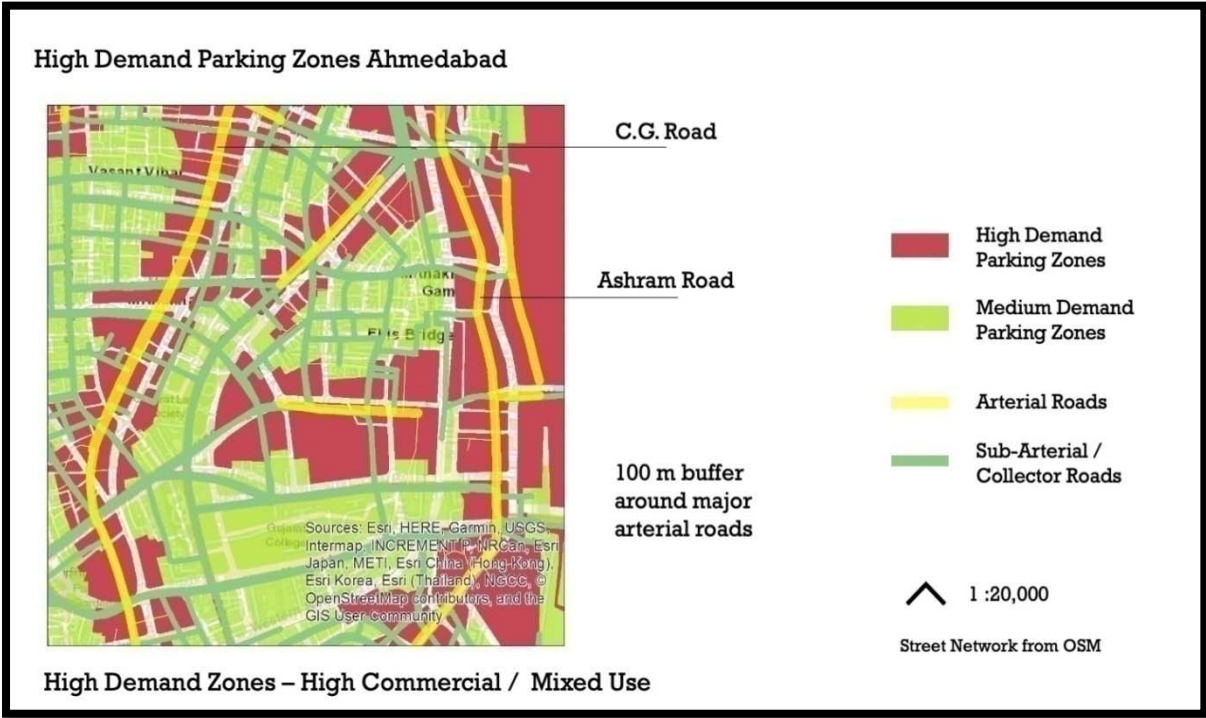 High Demand Parking Zones Ahmedabad
C.G. Road
Vasant Vihar
Ashram Road
Gam
Ellis Bridge
High Demand
Parking Zones
Medium Demand
Parking Zones
Arterial Roads
Sub-Arterial /
Collector Roads
100 m buffer
around major
arterial roads
Sources: Esri, HERE, Garmin, USGS,
Intermap, INCREMENT P, NRCan, Esri
Japan, METI, Esri China (Hong Kong),
Esri Korea, Esri (Thailand), NGCC, ©
OpenStreetMap contributors, and the
GIS User Community
1 :20,000
Street Network from OSM
High Demand Zones – High Commercial / Mixed Use